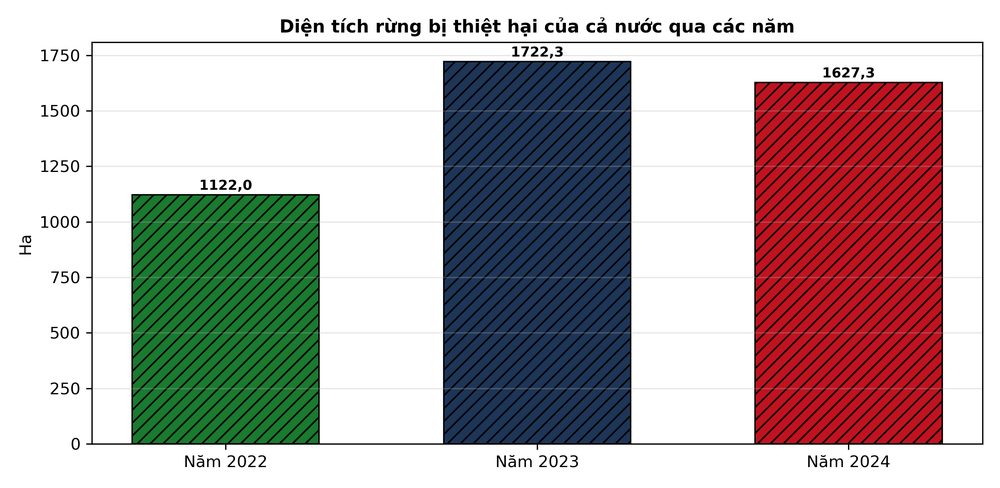 Diện tích rừng bị thiệt hại của cả nước qua các năm
Ha
1750
1500
1250
1000
750
500
250
0
1122,0
1722,3
1627,3
Năm 2022
Năm 2023
Năm 2024